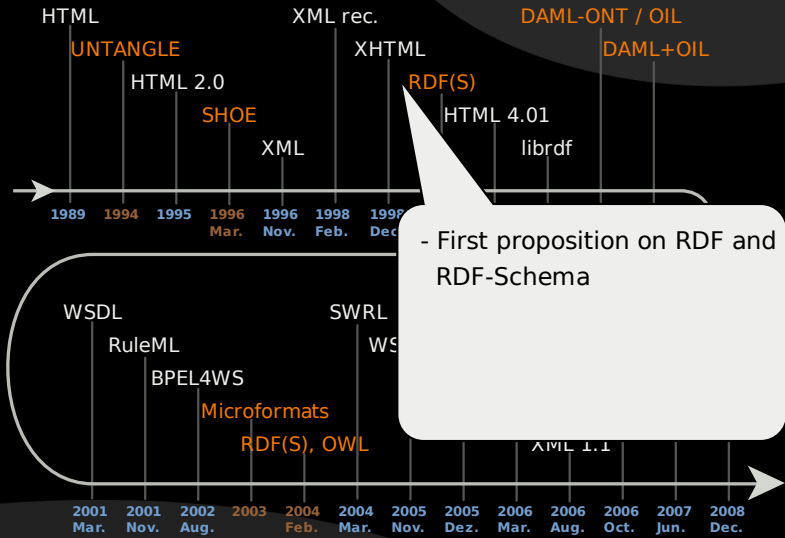 HTML
XML rec.
DAML-ONT / OIL
UNTANGLE
XHTML
DAML+OIL
HTML 2.0
RDF(S)
SHOE
HTML 4.01
XML
librdf
1989 1994 1995 1996 1996 1998 1998
Mar. Nov. Feb. Dec
- First proposition on RDF and
RDF-Schema
WSDL
SWRL
RuleML
WS
BPEL4WS
Microformats
RDF(S), OWL
XML 1.1
2001 2001 2002 2003 2004 2004 2005 2005 2006 2006 2006 2007 2008
Mar. Nov. Aug. Feb. Mar. Nov. Dez. Mar. Aug. Oct. Jun. Dec.